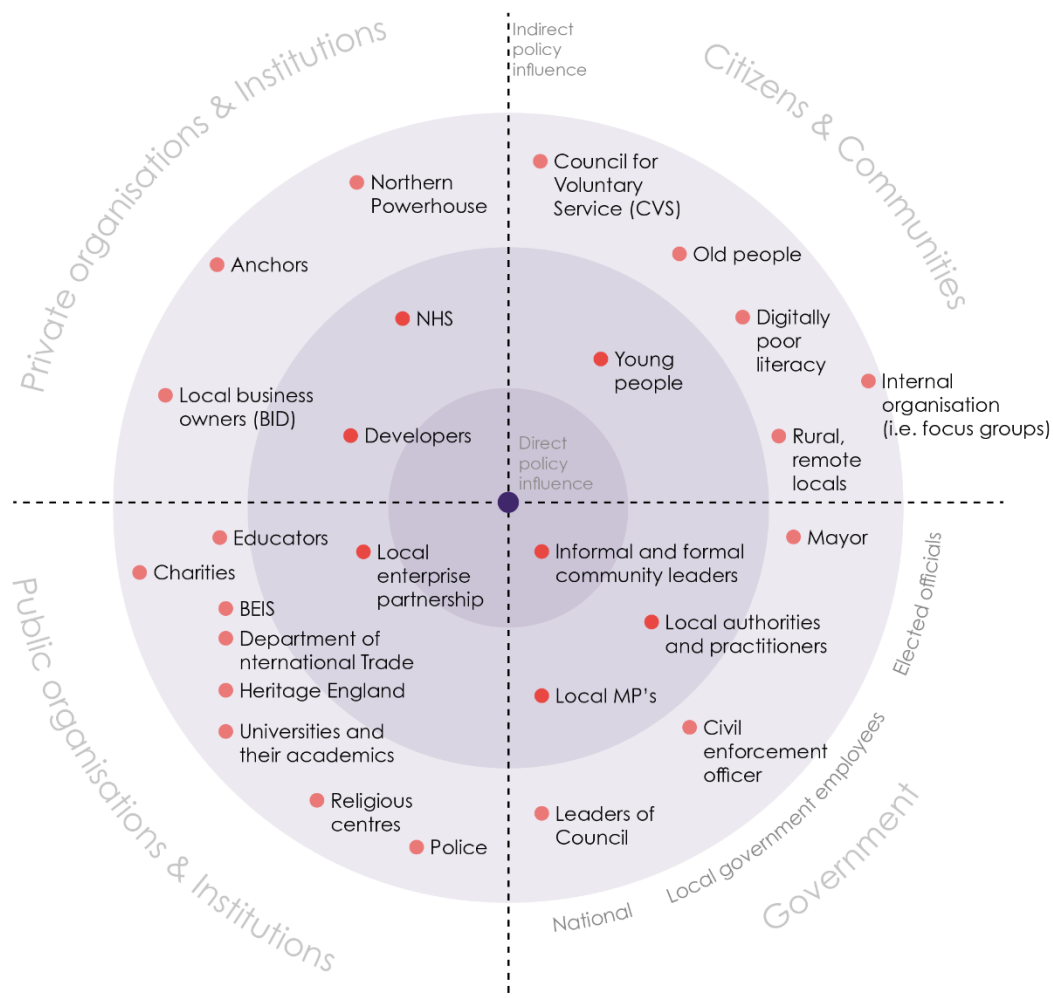 Indirect
policy
influence
Private organisations & Institutions
Citizens & Communities
Northern
Powerhouse
Anchors
NHS
Local business
owners (BID)
Developers
Council for
Voluntary
Service (CVS)
Old people
Digitally
poor
literacy
Young
people
Internal
organisation
(i.e. focus groups)
Rural,
remote
locals
Direct
policy
influence
Educators
Charities
BEIS
Department of
nternational Trade
Heritage England
Universities and
their academics
Religious
centres
Police
Local
enterprise
partnership
Informal and formal
community leaders
Mayor
Local authorities
and practitioners
Local MP's
Civil
enforcement
officer
Leaders of
Council
Elected officials
Local government employees
National
Public organisations & Institutions
Government